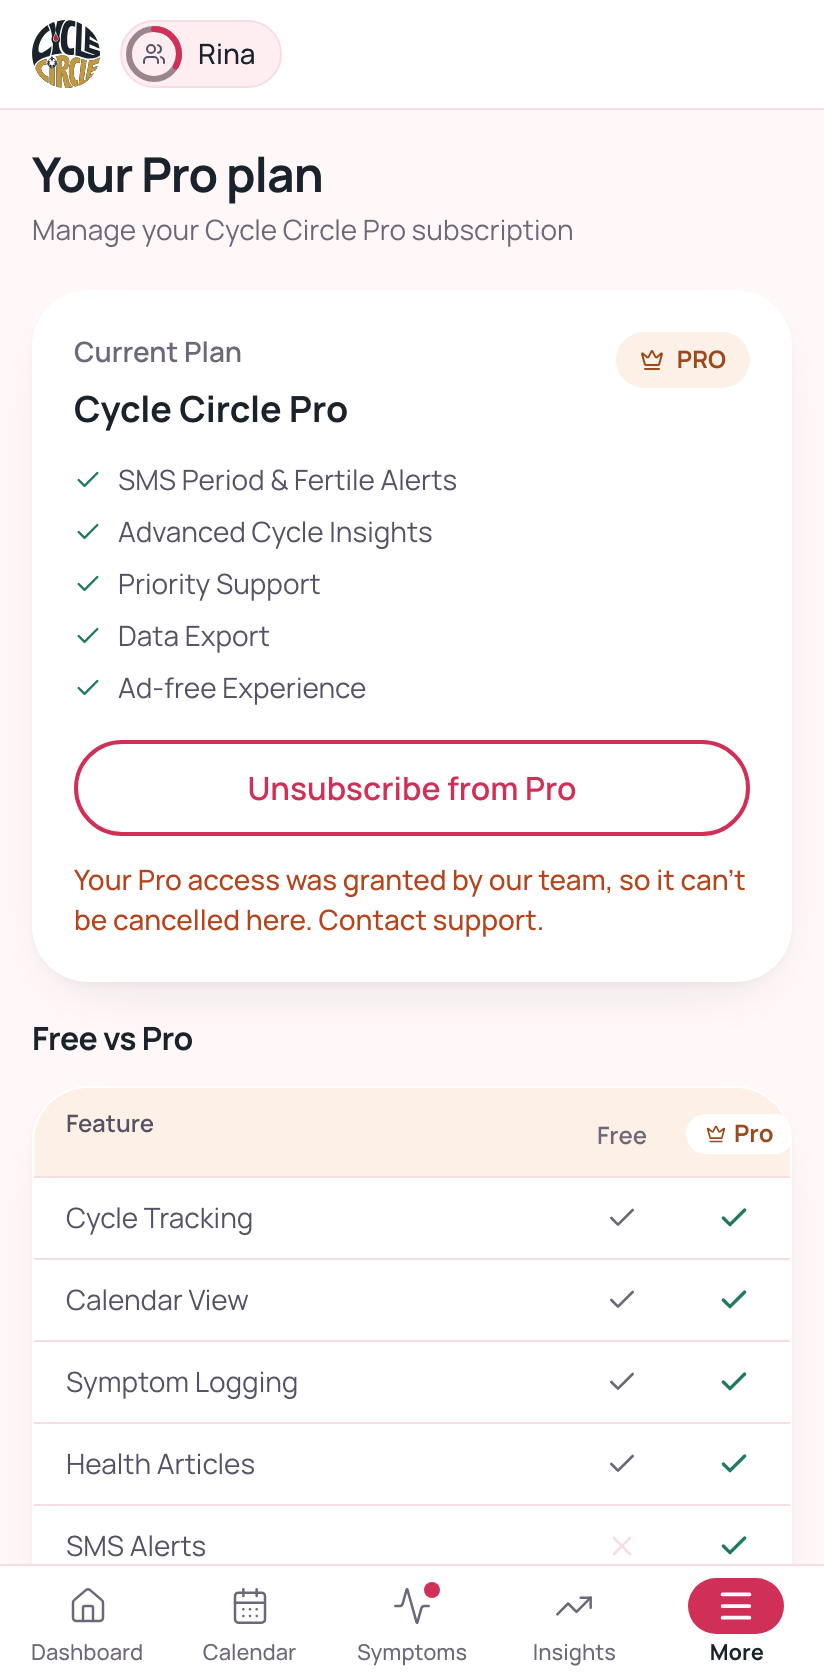 CYCLE
CIRCLE
Rina
Your Pro plan
Manage your Cycle Circle Pro subscription
Current Plan
PRO
Cycle Circle Pro
SMS Period & Fertile Alerts
Advanced Cycle Insights
Priority Support
Data Export
Ad-free Experience
Unsubscribe from Pro
Your Pro access was granted by our team, so it can’t
be cancelled here. Contact support.
Free vs Pro
Feature Free Pro
Cycle Tracking
Calendar View
Symptom Logging
Health Articles
SMS Alerts
Dashboard Calendar Symptoms Insights More